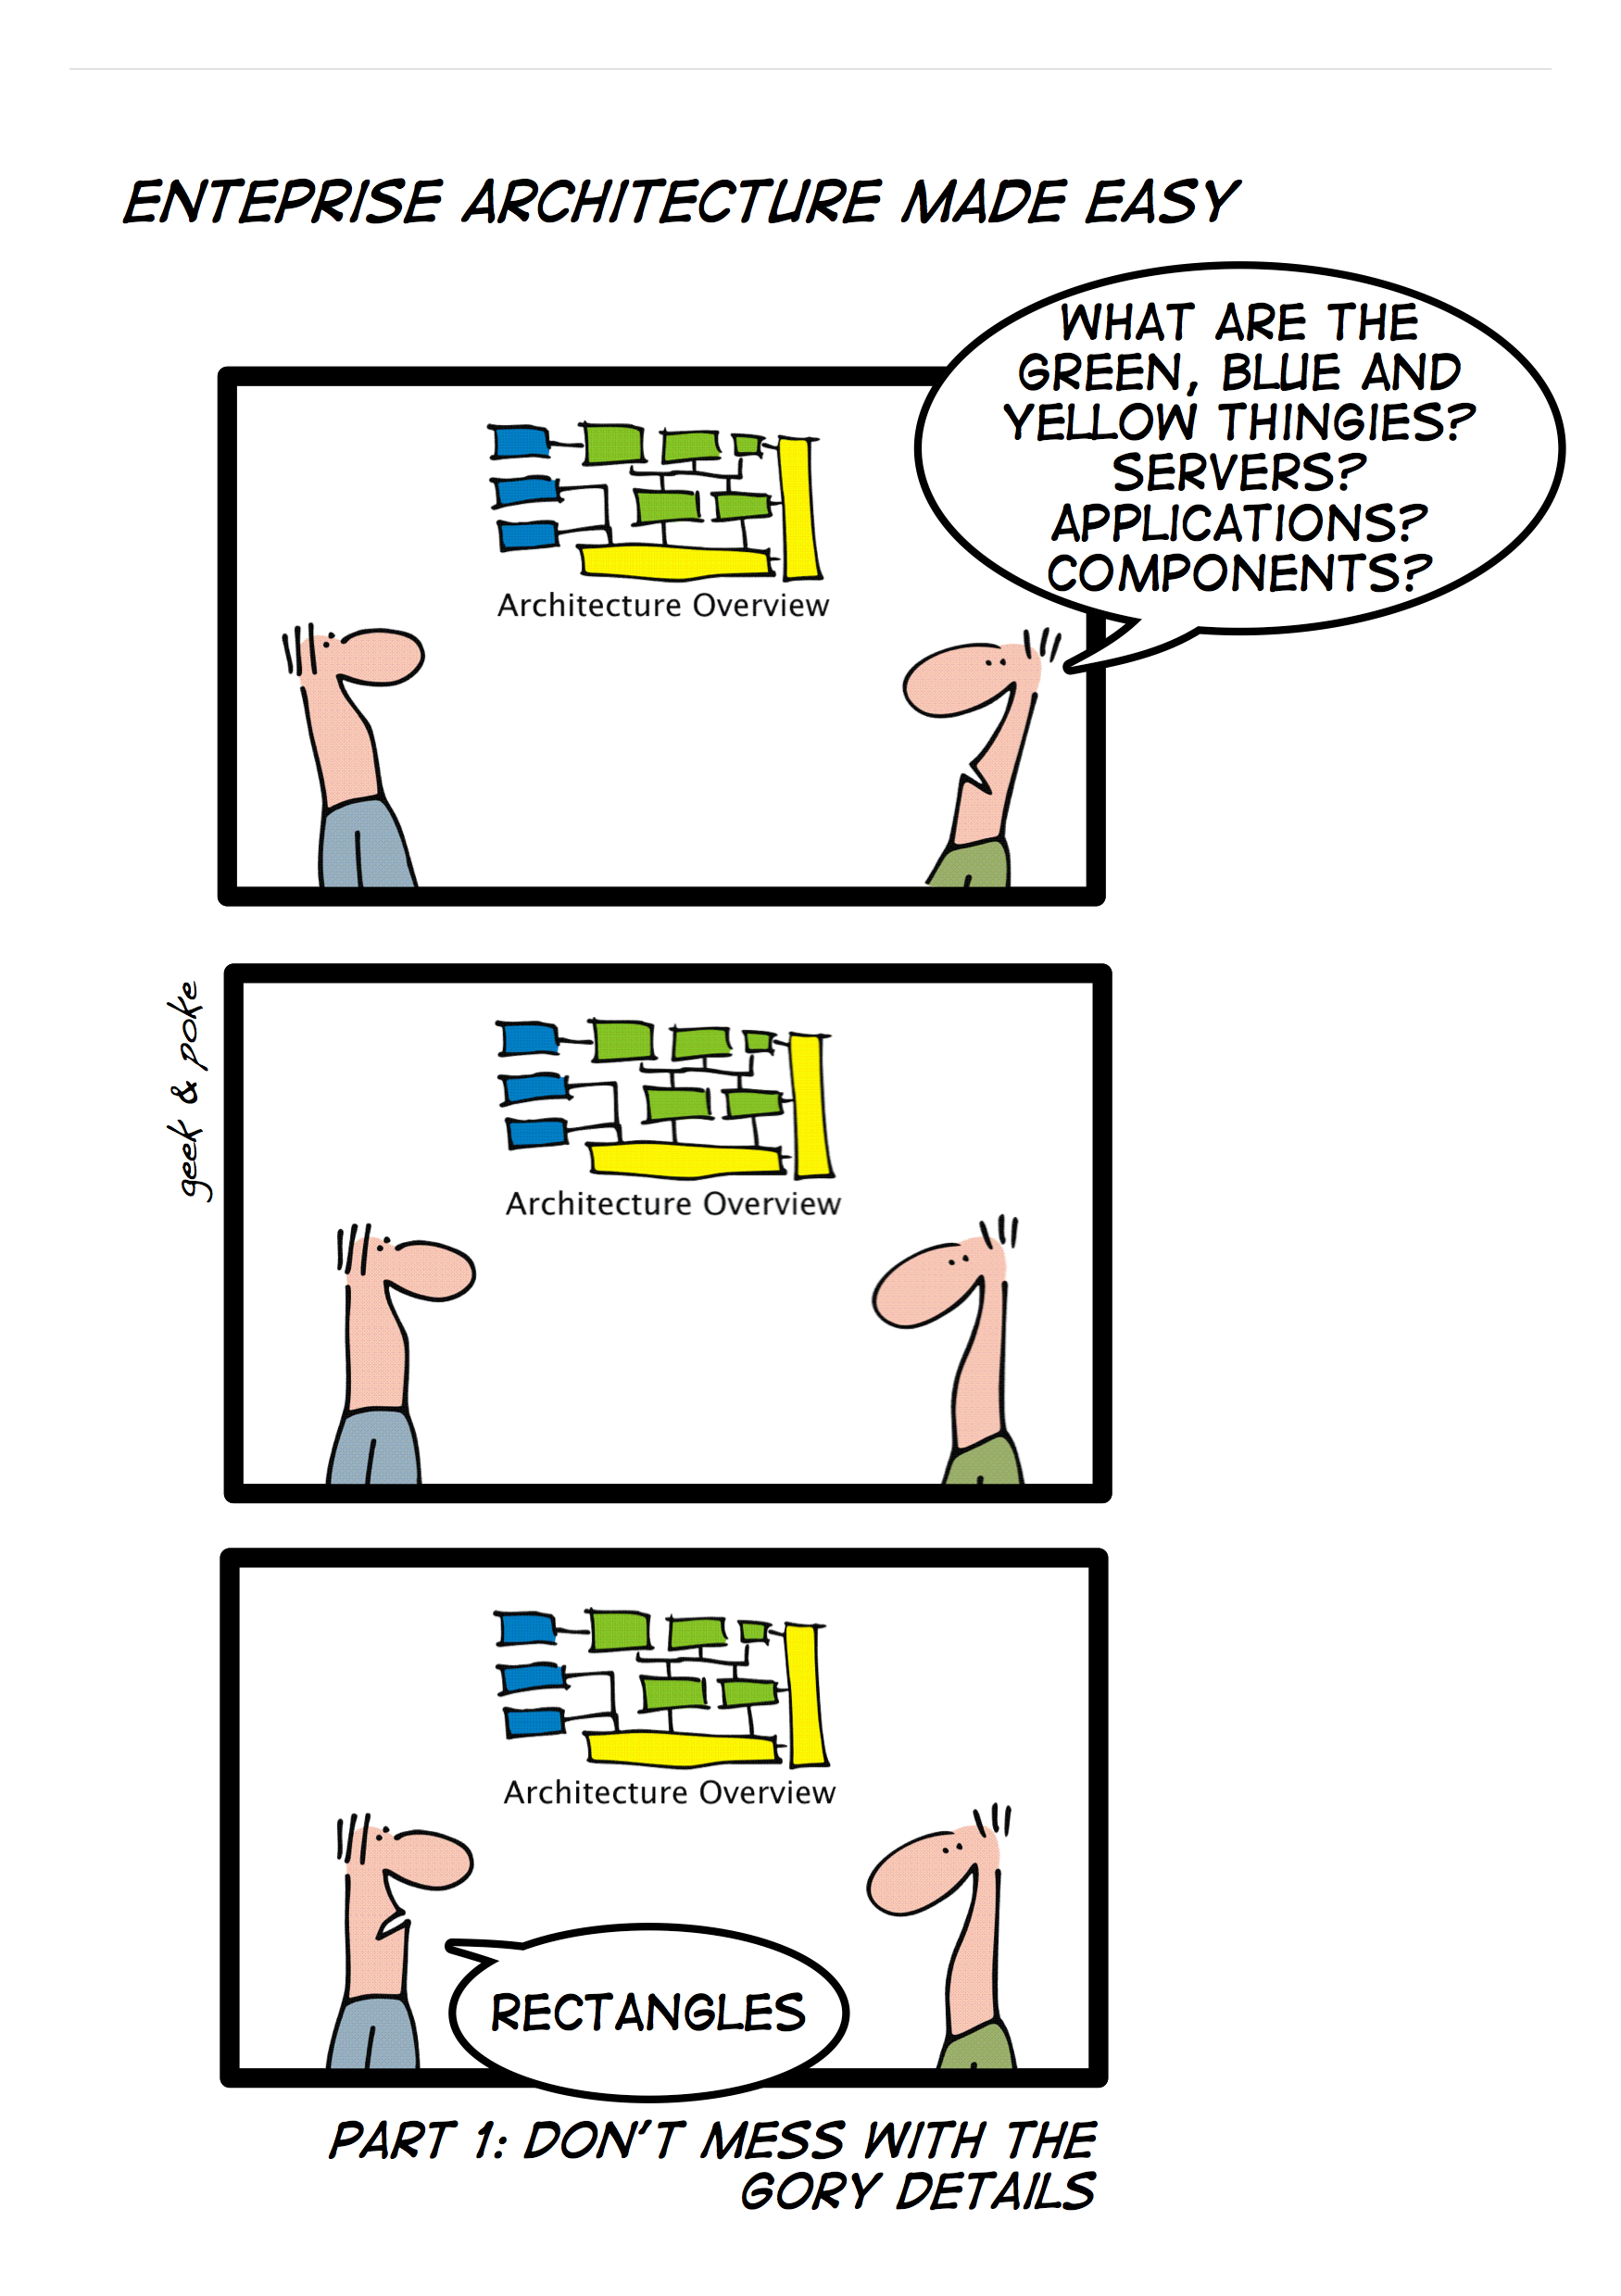 ENTEPRISE ARCHITECTURE MADE EASY
WHAT ARE THE
GREEN, BLUE AND
YELLOW THINGIES?
SERVERS?
APPLICATIONS?
COMPONENTS?
Architecture Overview
geek & poke
Architecture Overview
Architecture Overview
RECTANGLES
PART 1: DON'T MESS WITH THE
GORY DETAILS